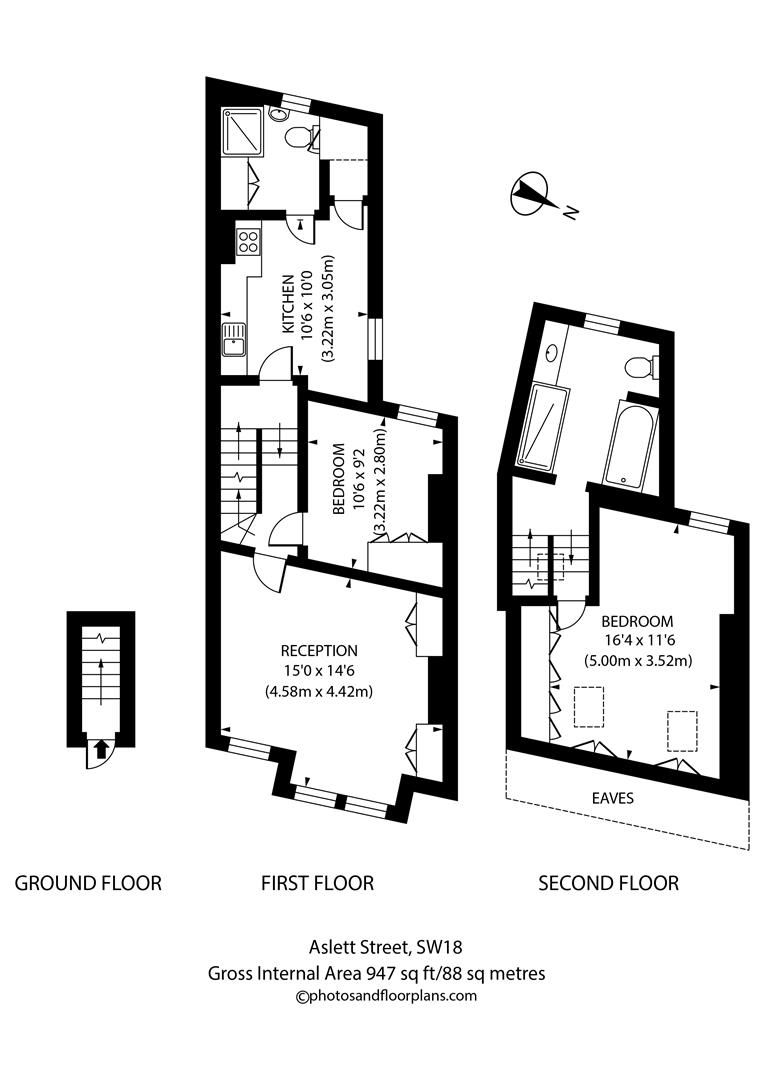 N
KITCHEN
10'6 x 10'0
(3.22m x 3.05m)
BEDROOM
10'6 x 9'2
(3.22m x 2.80m)
RECEPTION
15'0 x 14'6
(4.58m x 4.42m)
BEDROOM
16'4 x 11'6
(5.00m x 3.52m)
EAVES
GROUND FLOOR
FIRST FLOOR
SECOND FLOOR
Aslett Street, SW18
Gross Internal Area 947 sq ft/88 sq metres
©photosandfloorplans.com